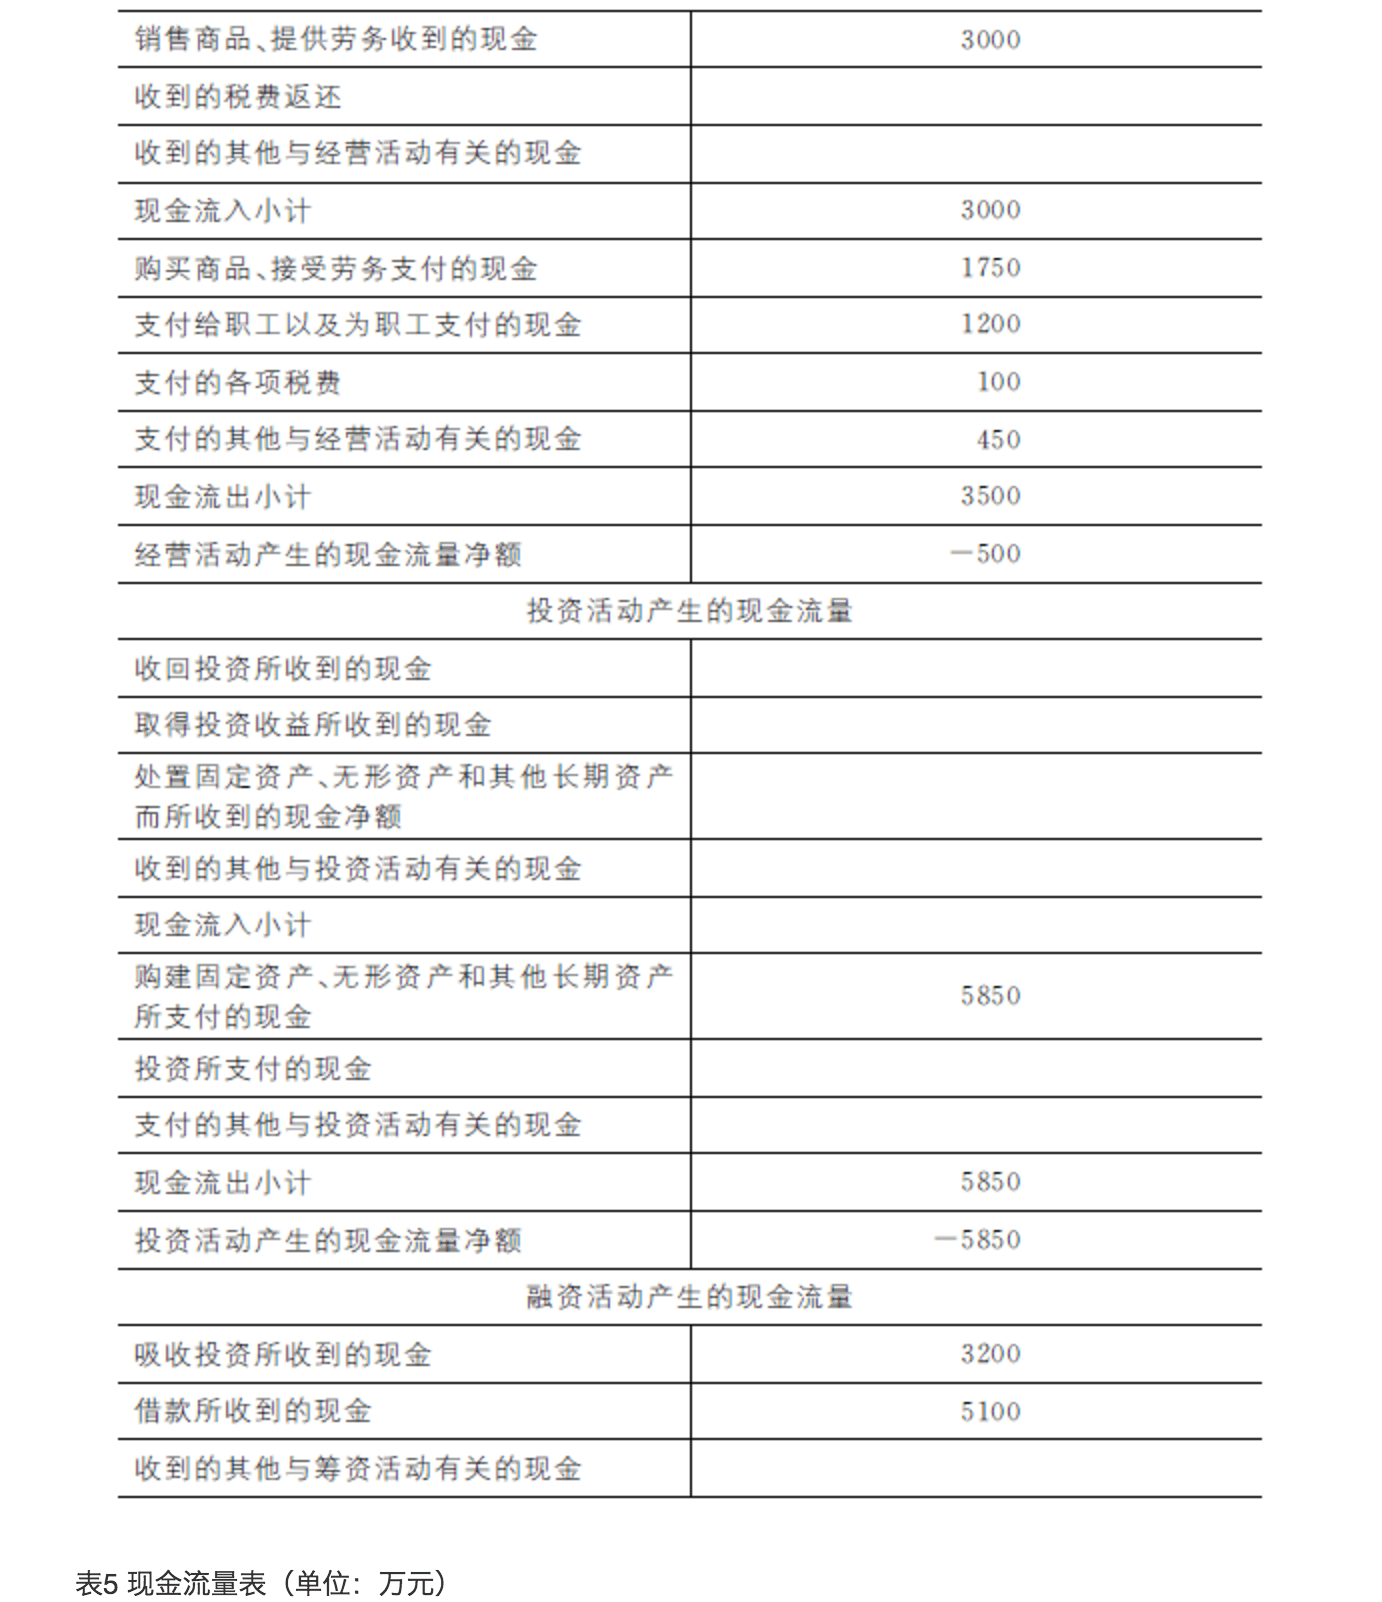 销售商品、提供劳务收到的现金 3000
收到的税费返还
收到的其他与经营活动有关的现金
现金流入小计 3000
购买商品、接受劳务支付的现金 1750
支付给职工以及为职工支付的现金 1200
支付的各项税费 100
支付的其他与经营活动有关的现金 450
现金流出小计 3500
经营活动产生的现金流量净额 －500
投资活动产生的现金流量
收回投资所收到的现金
取得投资收益所收到的现金
处置固定资产、无形资产和其他长期资产
而所收到的现金净额
收到的其他与投资活动有关的现金
现金流入小计
购建固定资产、无形资产和其他长期资产
所支付的现金 5850
投资所支付的现金
支付的其他与投资活动有关的现金
现金流出小计 5850
投资活动产生的现金流量净额 －5850
融资活动产生的现金流量
吸收投资所收到的现金 3200
借款所收到的现金 5100
收到的其他与筹资活动有关的现金
表5 现金流量表（单位：万元）